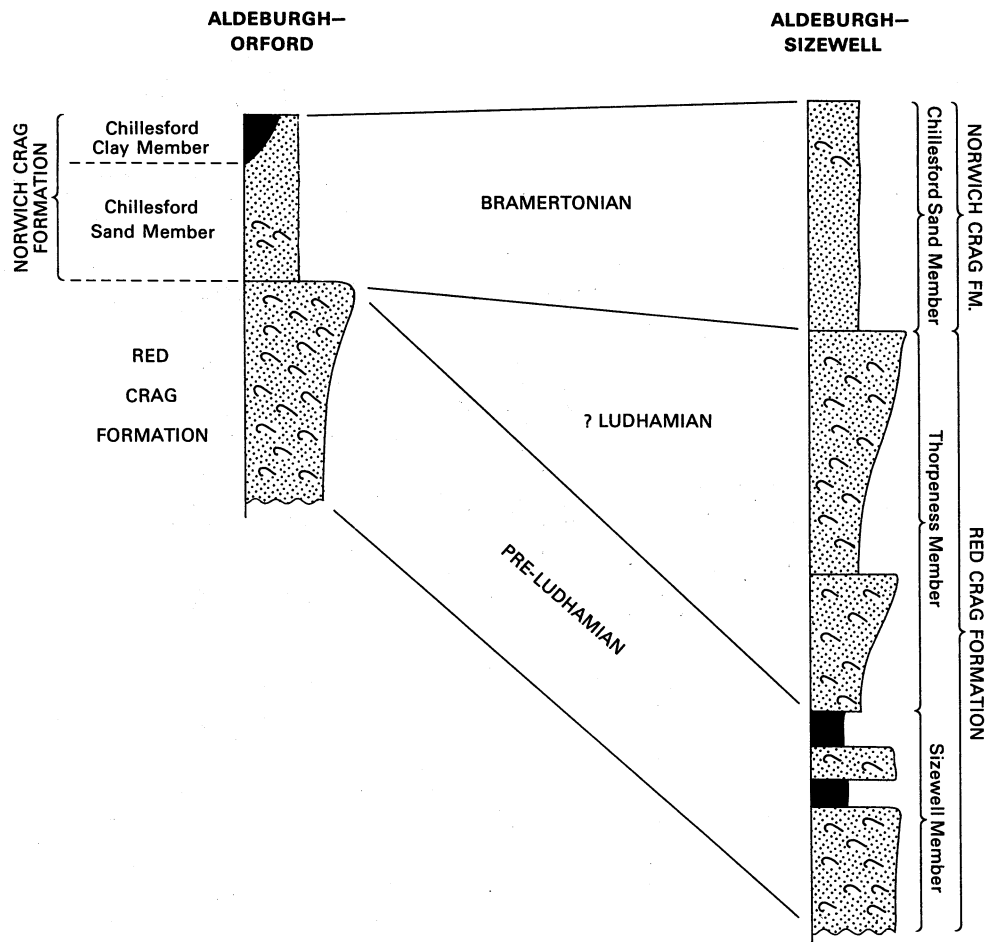 ALDEBURGH–
ORFORD
ALDEBURGH–
SIZEWELL
NORWICH CRAG
FORMATION
Chillesford
Clay Member
Chillesford
Sand Member
RED
CRAG
FORMATION
BRAMERTONIAN
? LUDHAMIAN
PRE-LUDHAMIAN
Chillesford Sand Member
Thorpeness Member
Sizewell Member
NORWICH CRAG FM.
RED CRAG FORMATION